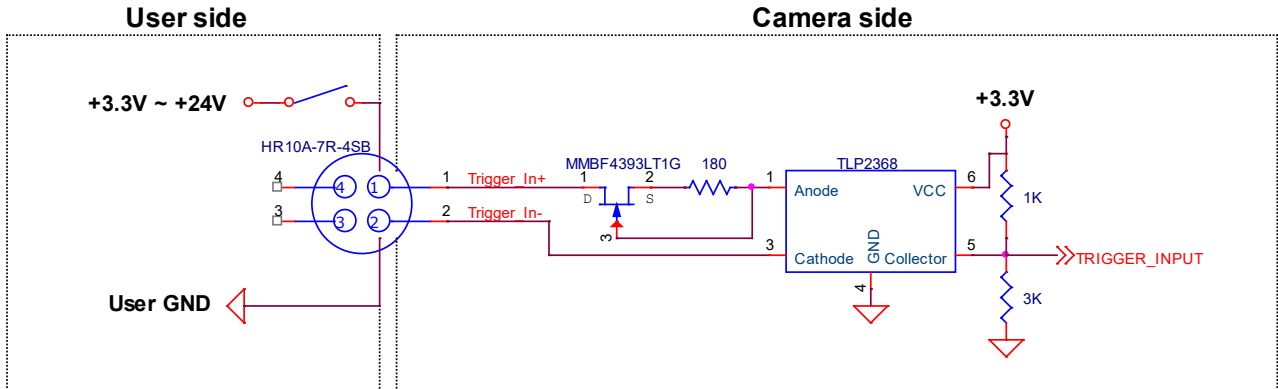 User side
Camera side
+3.3V ~ +24V
+3.3V
HR10A-7R-4SB
MMBF4393LT1G
180
TLP2368
4
4
1
1
Trigger_In+
1
2
D
S
1
Anode
VCC
6
1K
3
3
2
2
Trigger_In-
3
3
Cathode
GND
Collector
5
TRIGGER_INPUT
4
3K
User GND